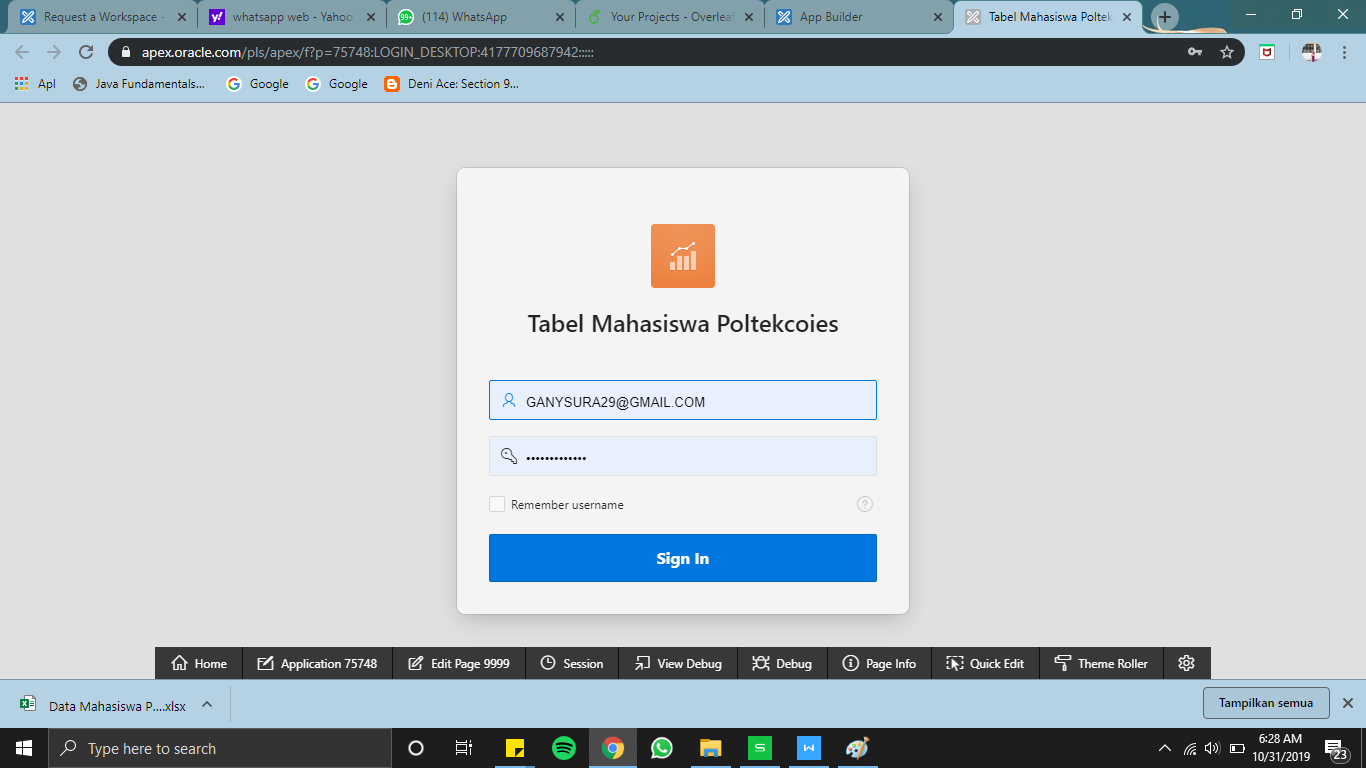 Request a Workspace -
whatsapp web - Yahoo
99+
(114) WhatsApp
Your Projects - Overleaf
App Builder
Tabel Mahasiswa Poltek
apex.oracle.com/pls/apex/f?p=75748:LOGIN_DESKTOP:4177709687942:::::
Apl
Java Fundamentals...
Google
Google
Deni Ace: Section 9...
Tabel Mahasiswa Poltekcoies
GANYSURA29@GMAIL.COM
•••••••••••••
Remember username
?
Sign In
Home
Application 75748
Edit Page 9999
Session
View Debug
Debug
Page Info
Quick Edit
Theme Roller
Data Mahasiswa P....xlsx
Tampilkan semua
Type here to search
S
W
6:28 AM
10/31/2019
23